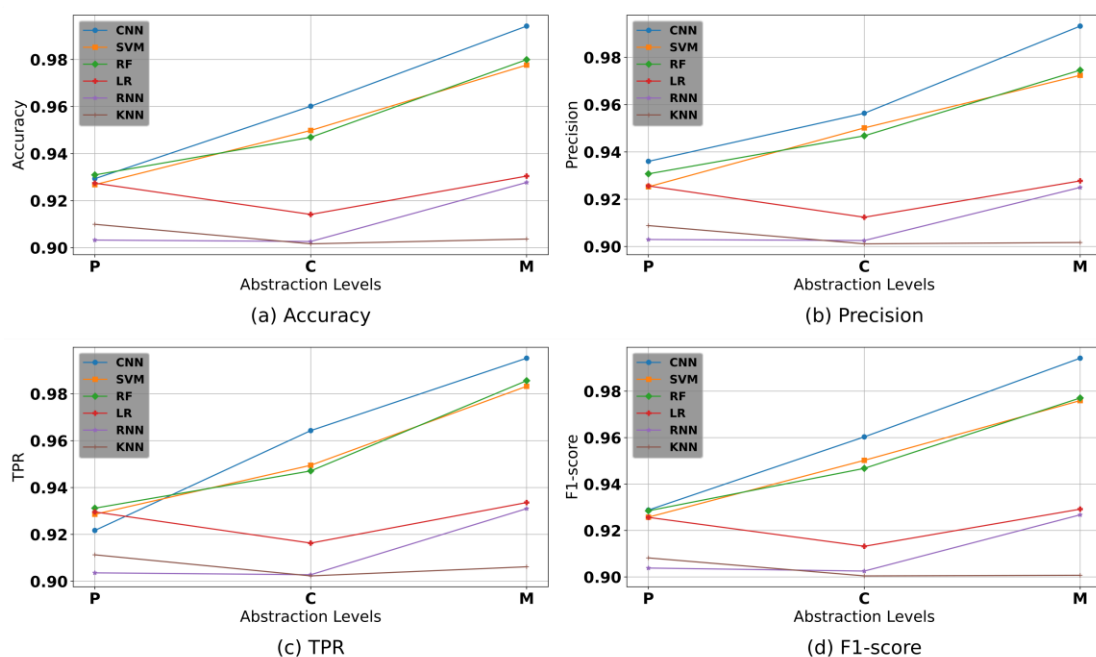 CNN
SVM
RF
LR
RNN
KNN
0.98
0.96
0.94
0.92
0.90
Accuracy
P C M
Abstraction Levels
(a) Accuracy
CNN
SVM
RF
LR
RNN
KNN
0.98
0.96
0.94
0.92
0.90
Precision
P C M
Abstraction Levels
(b) Precision
CNN
SVM
RF
LR
RNN
KNN
0.98
0.96
0.94
0.92
0.90
TPR
P C M
Abstraction Levels
(c) TPR
CNN
SVM
RF
LR
RNN
KNN
0.98
0.96
0.94
0.92
0.90
F1-score
P C M
Abstraction Levels
(d) F1-score